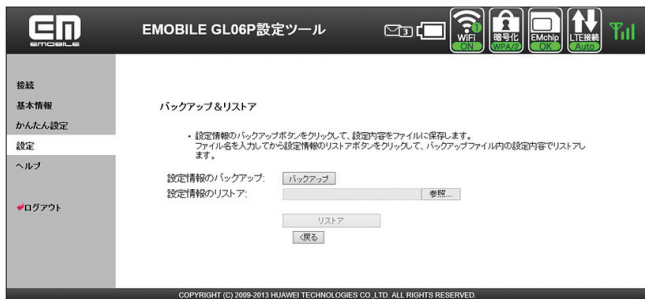 EM
EMOBILE
EMOBILE GL06P設定ツール
3
WiFi
ON
暗号化
WPA/2
EMchip
OK
LTE接続
Auto
接続
基本情報
かんたん設定
設定
ヘルプ
ログアウト
バックアップ&リストア
・ 設定情報のバックアップボタンをクリックして、設定内容をファイルに保存します。
ファイル名を入力してから設定情報のリストアボタンをクリックして、バックアップファイル内の設定内容でリストアし
ます。
設定情報のバックアップ: バックアップ
設定情報のリストア: 参照...
リストア
<戻る
COPYRIGHT (C) 2009-2013 HUAWEI TECHNOLOGIES CO.,LTD. ALL RIGHTS RESERVED.